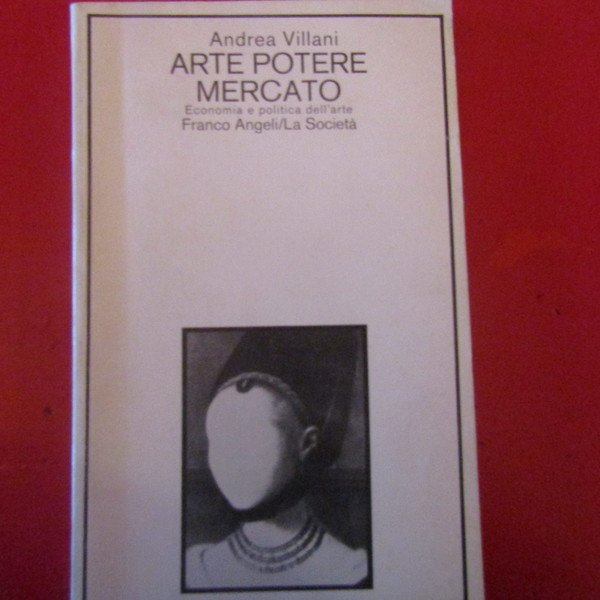 Andrea Villani
ARTE POTERE
MERCATO
Economia e politica dell'arte
Franco Angeli/La Società